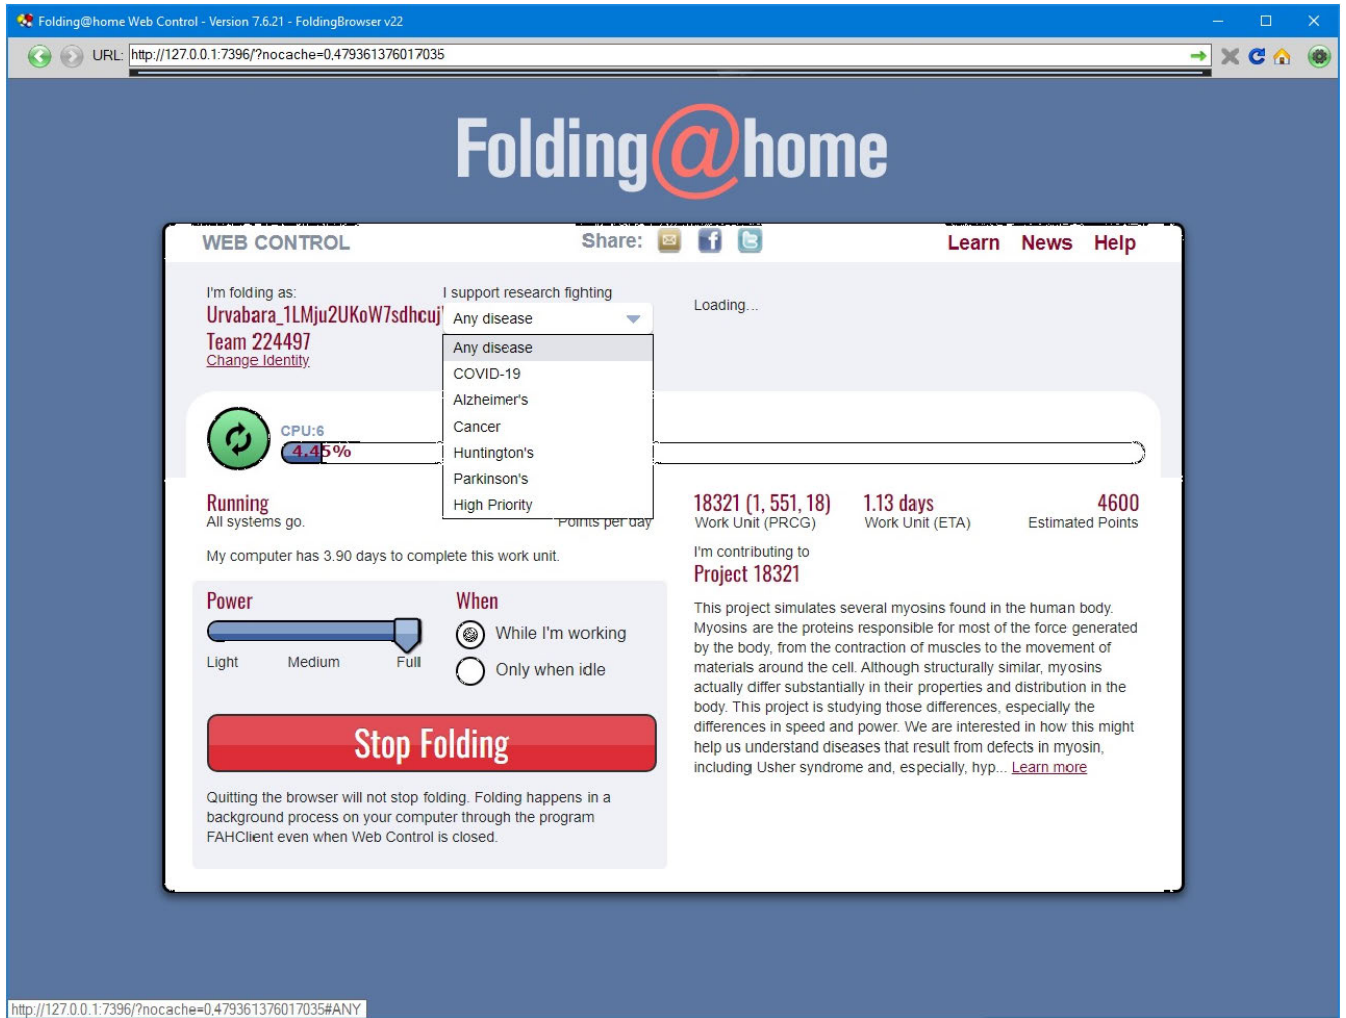 Folding@home Web Control - Version 7.6.21 - FoldingBrowser v22
URL: http://127.0.0.1:7396/?nocache=0,479361376017035
Folding@home
WEB CONTROL
Share:
Learn News Help
I'm folding as:
Urvabara_1LMju2UKoW7sdhcuj
Team 224497
Change Identity
I support research fighting
Any disease
Any disease
COVID-19
Alzheimer's
Cancer
Huntington's
Parkinson's
High Priority
Loading...
CPU:6
4.45%
Running
All systems go.
Points per day
18321 (1, 551, 18)
Work Unit (PRCG)
1.13 days
Work Unit (ETA)
4600
Estimated Points
My computer has 3.90 days to complete this work unit.
Power
Light Medium Full
When
While I'm working
Only when idle
Stop Folding
Quitting the browser will not stop folding. Folding happens in a
background process on your computer through the program
FAHClient even when Web Control is closed.
I'm contributing to
Project 18321
This project simulates several myosins found in the human body.
Myosins are the proteins responsible for most of the force generated
by the body, from the contraction of muscles to the movement of
materials around the cell. Although structurally similar, myosins
actually differ substantially in their properties and distribution in the
body. This project is studying those differences, especially the
differences in speed and power. We are interested in how this might
help us understand diseases that result from defects in myosin,
including Usher syndrome and, especially, hyp... Learn more
http://127.0.0.1:7396/?nocache=0,479361376017035#ANY